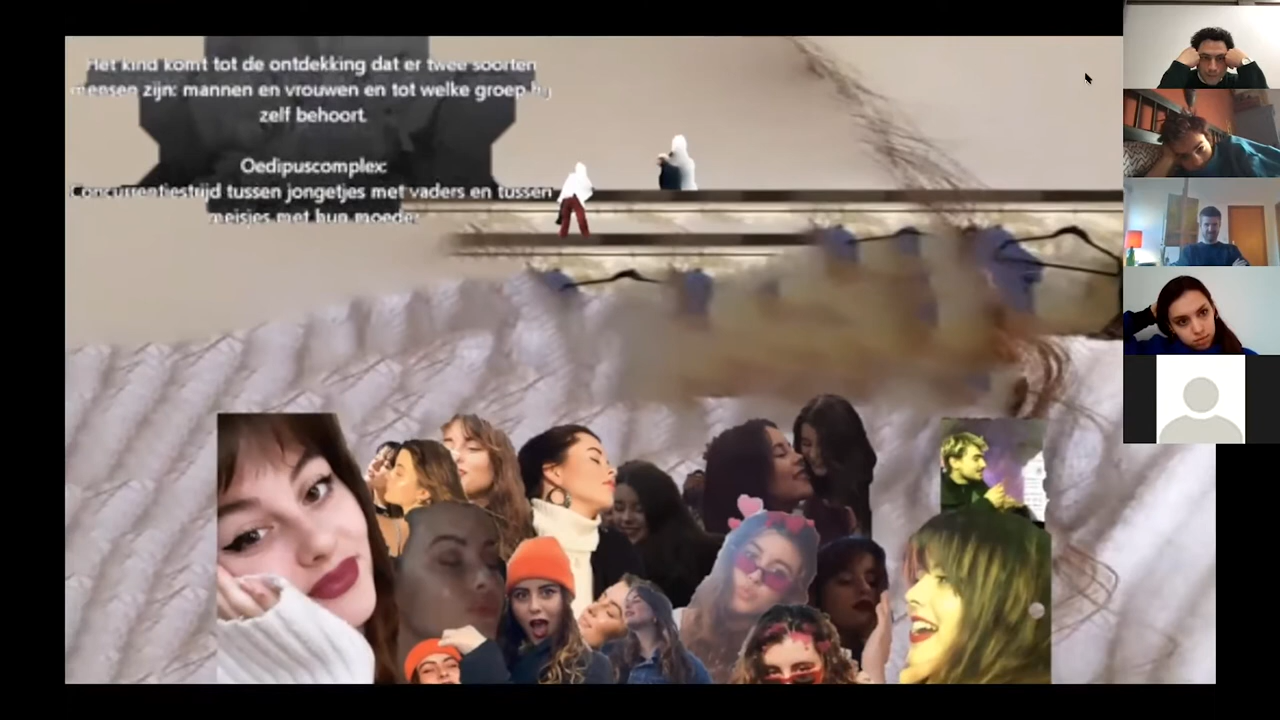 Het kind komt tot de ontdekking dat er twee soorten
mensen zijn: mannen en vrouwen en tot welke groep hij
zelf behoort.
Oedipuscomplex:
Concurrentiestrijd tussen jongetjes met vaders en tussen
meisjes met hun moeder